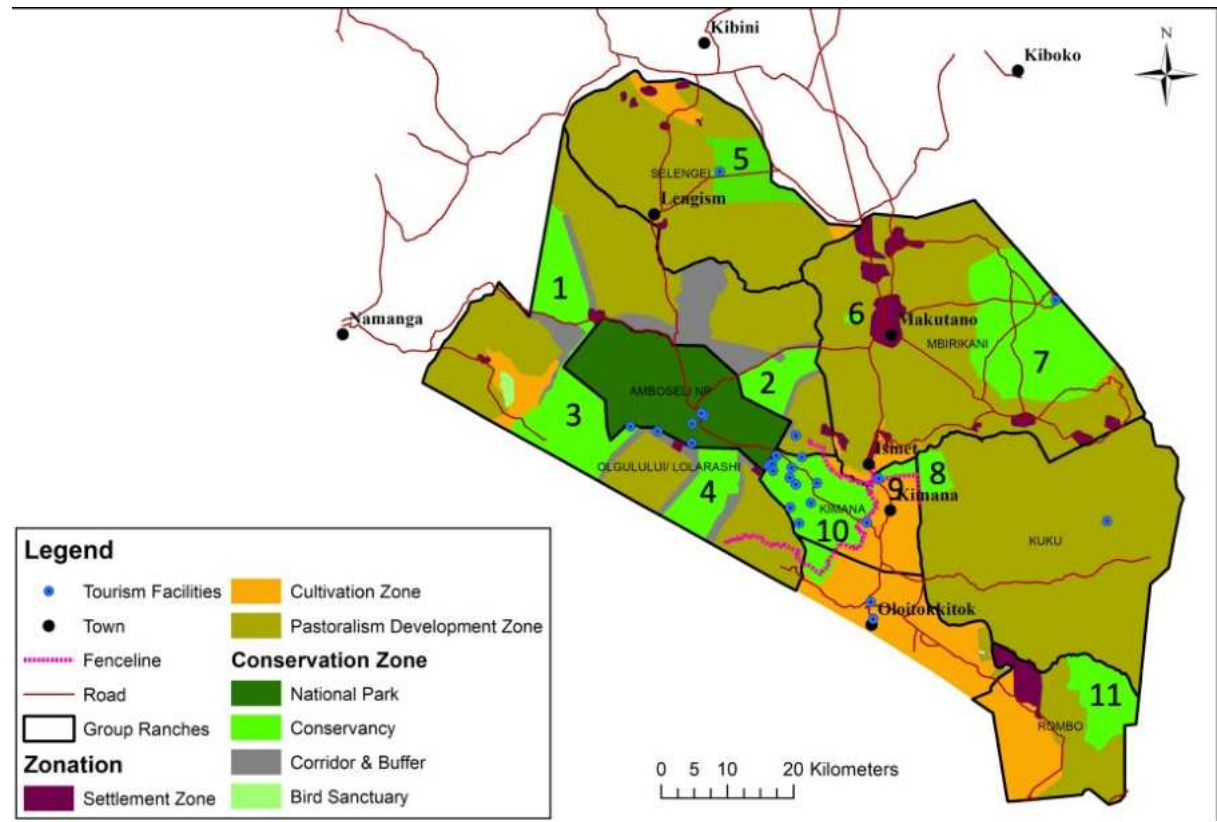 Kibini
Kiboko
N
5
SELENGEI
Lengism
1
6
Makutano
MBIRIKANI
7
Namanga
2
3
AMBOSELI NP
Ismet
OLGULULUI/ LOLARASHI
8
4
9
Kimana
KIMANA
10
KUKU
Oloitokkitok
11
ROMBO
Legend
Tourism Facilities
Town
Fenceline
Road
Group Ranches
Zonation
Settlement Zone
Cultivation Zone
Pastoralism Development Zone
Conservation Zone
National Park
Conservancy
Corridor & Buffer
Bird Sanctuary
0 5 10 20 Kilometers